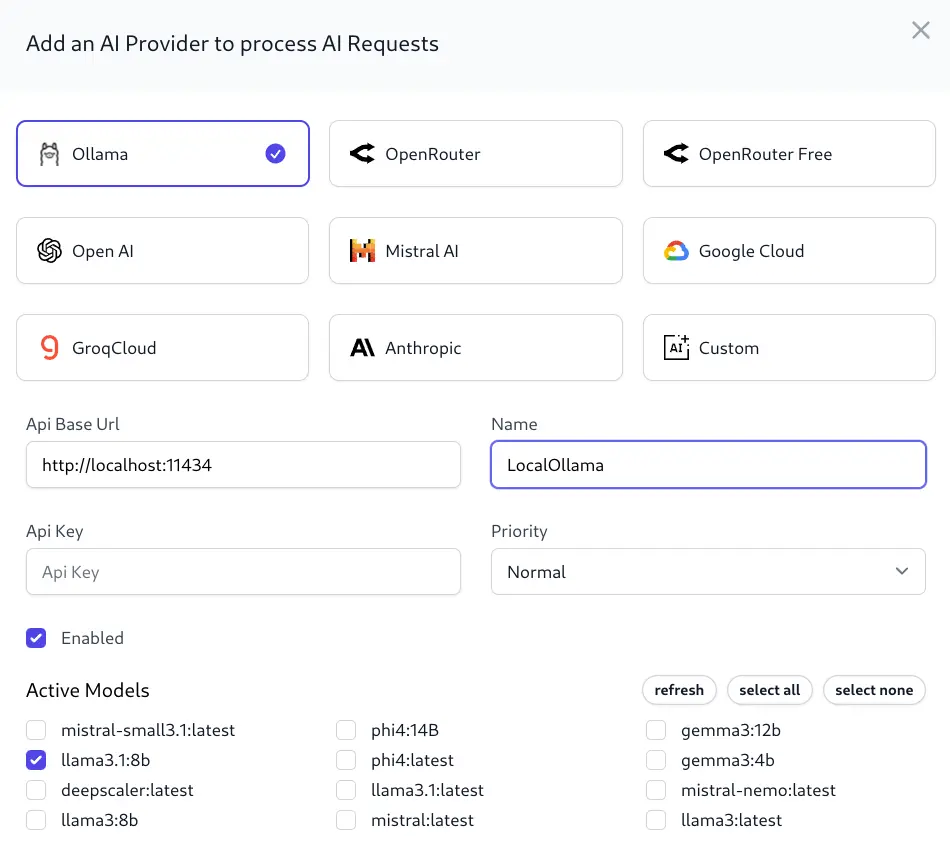 Add an AI Provider to process AI Requests
Ollama
OpenRouter
OpenRouter Free
Open AI
Mistral AI
Google Cloud
GroqCloud
Anthropic
AI Custom
Api Base Url
Name
http://localhost:11434
LocalOllama
Api Key
Priority
Api Key
Normal
Enabled
Active Models
refresh
select all
select none
mistral-small3.1:latest
phi4:14B
gemma3:12b
llama3.1:8b
phi4:latest
gemma3:4b
deepscaler:latest
llama3.1:latest
mistral-nemo:latest
llama3:8b
mistral:latest
llama3:latest